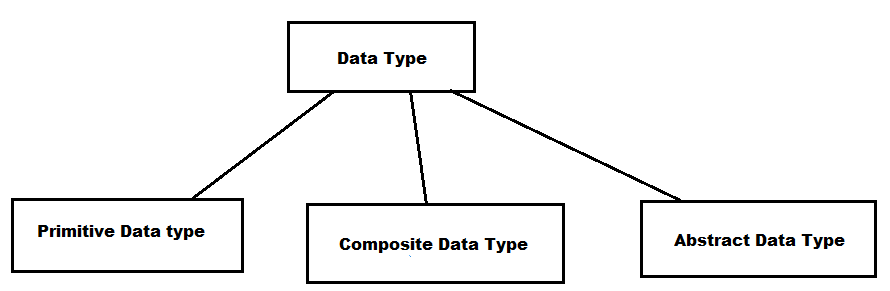 Data Type
Primitive Data type
Composite Data Type
Abstract Data Type